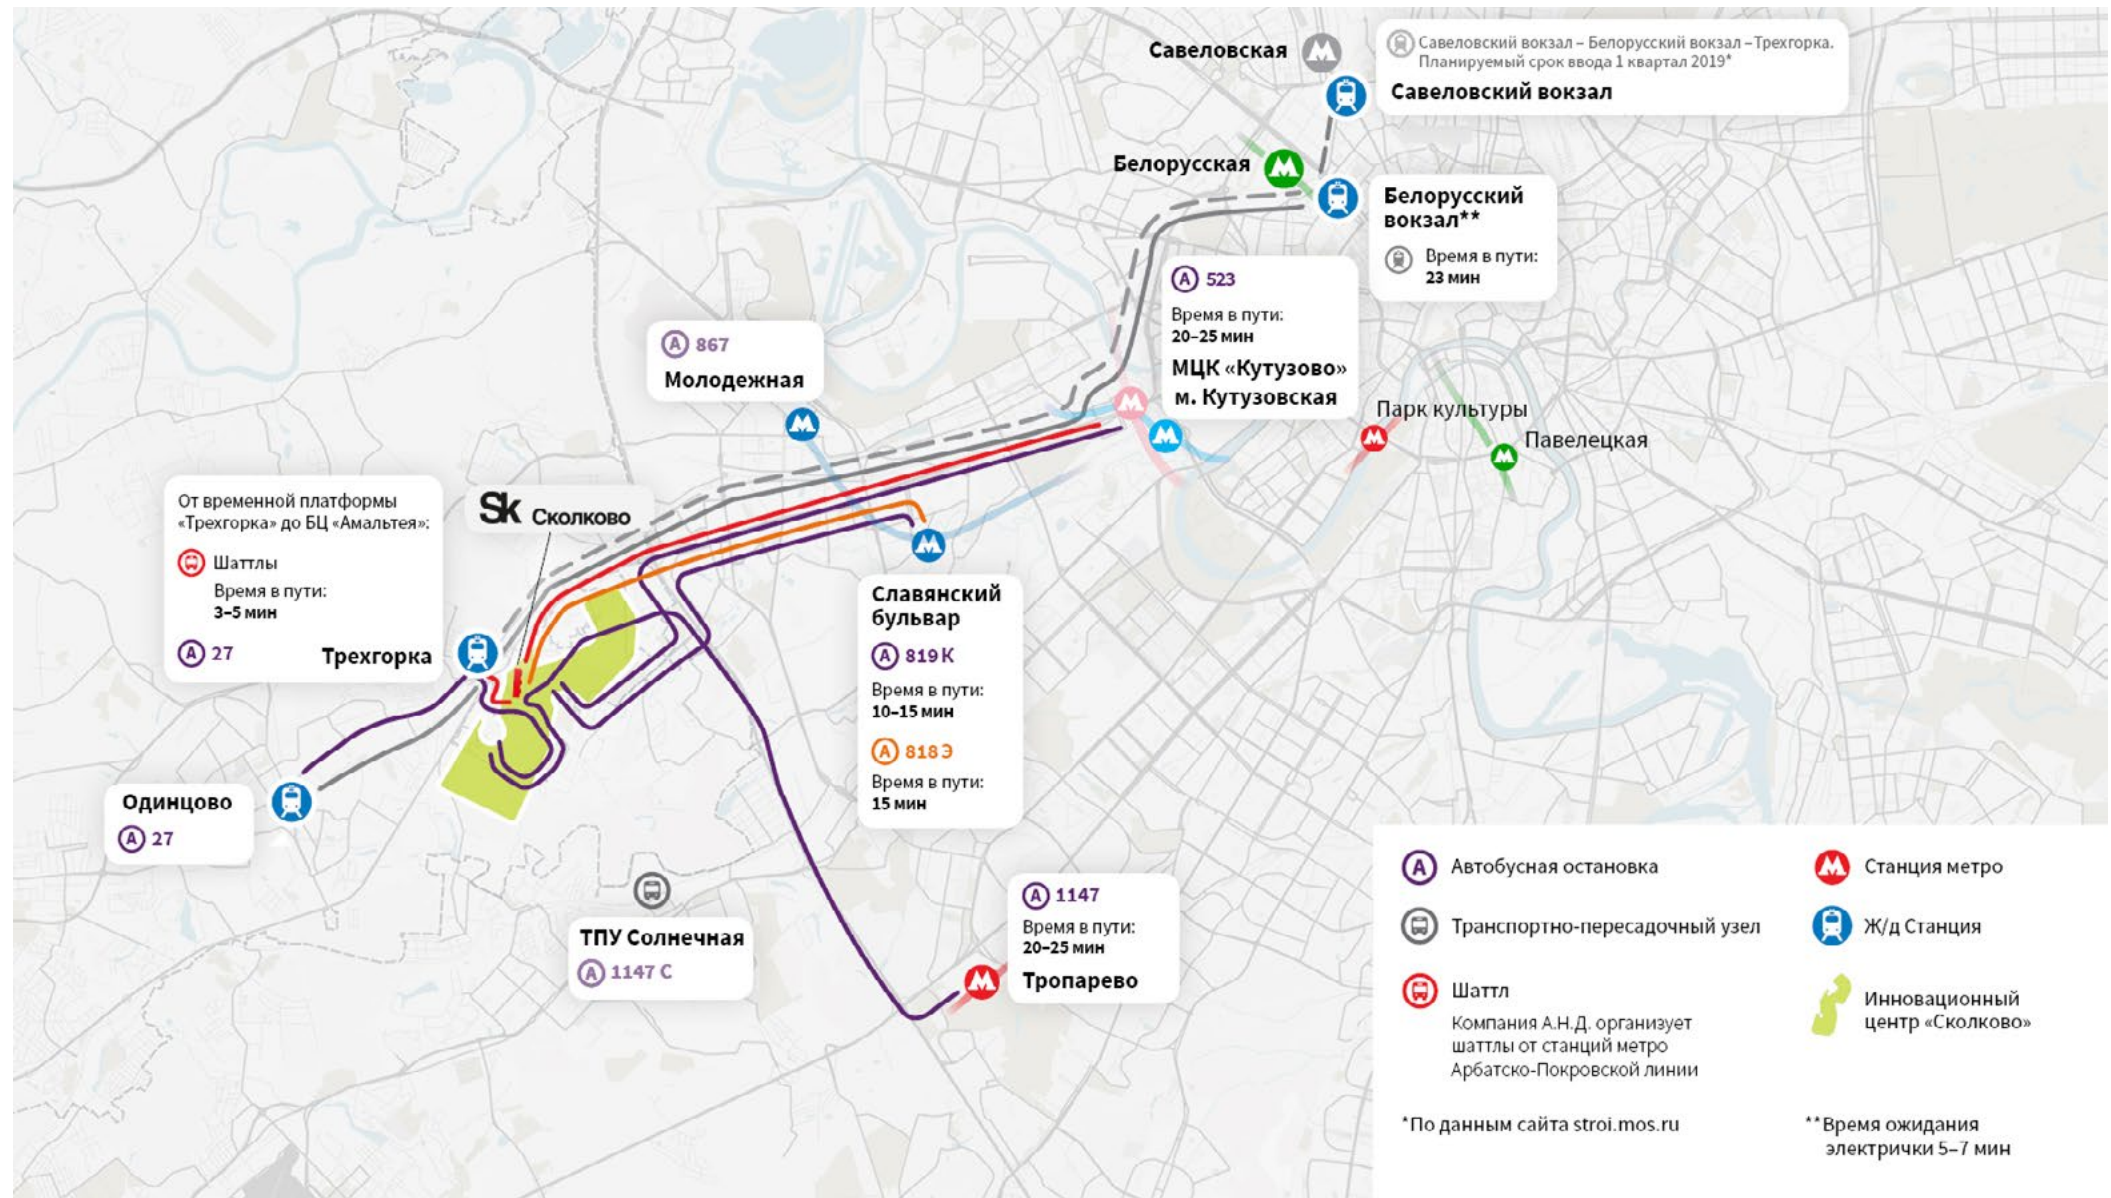 Савеловская
Савеловский вокзал – Белорусский вокзал –Трехгорка.
Планируемый срок ввода 1 квартал 2019*
Савеловский вокзал
Белорусская
Белорусский
вокзал**
Время в пути:
23 мин
А 523
Время в пути:
20–25 мин
МЦК «Кутузово»
м. Кутузовская
А 867
Молодежная
Парк культуры
Павелецкая
От временной платформы
«Трехгорка» до БЦ «Амальтея»:
Шаттлы
Время в пути:
3–5 мин
А 27
Трехгорка
Sk Сколково
Славянский
бульвар
А 819 К
Время в пути:
10–15 мин
А 818 Э
Время в пути:
15 мин
Одинцово
А 27
ТПУ Солнечная
А 1147 С
А 1147
Время в пути:
20–25 мин
Тропарево
А Автобусная остановка
Транспортно-пересадочный узел
Шаттл
Компания А.Н.Д. организует
шаттлы от станций метро
Арбатско-Покровской линии
Станция метро
Ж/д Станция
Инновационный
центр «Сколково»
*По данным сайта stroi.mos.ru
**Время ожидания
электрички 5–7 мин